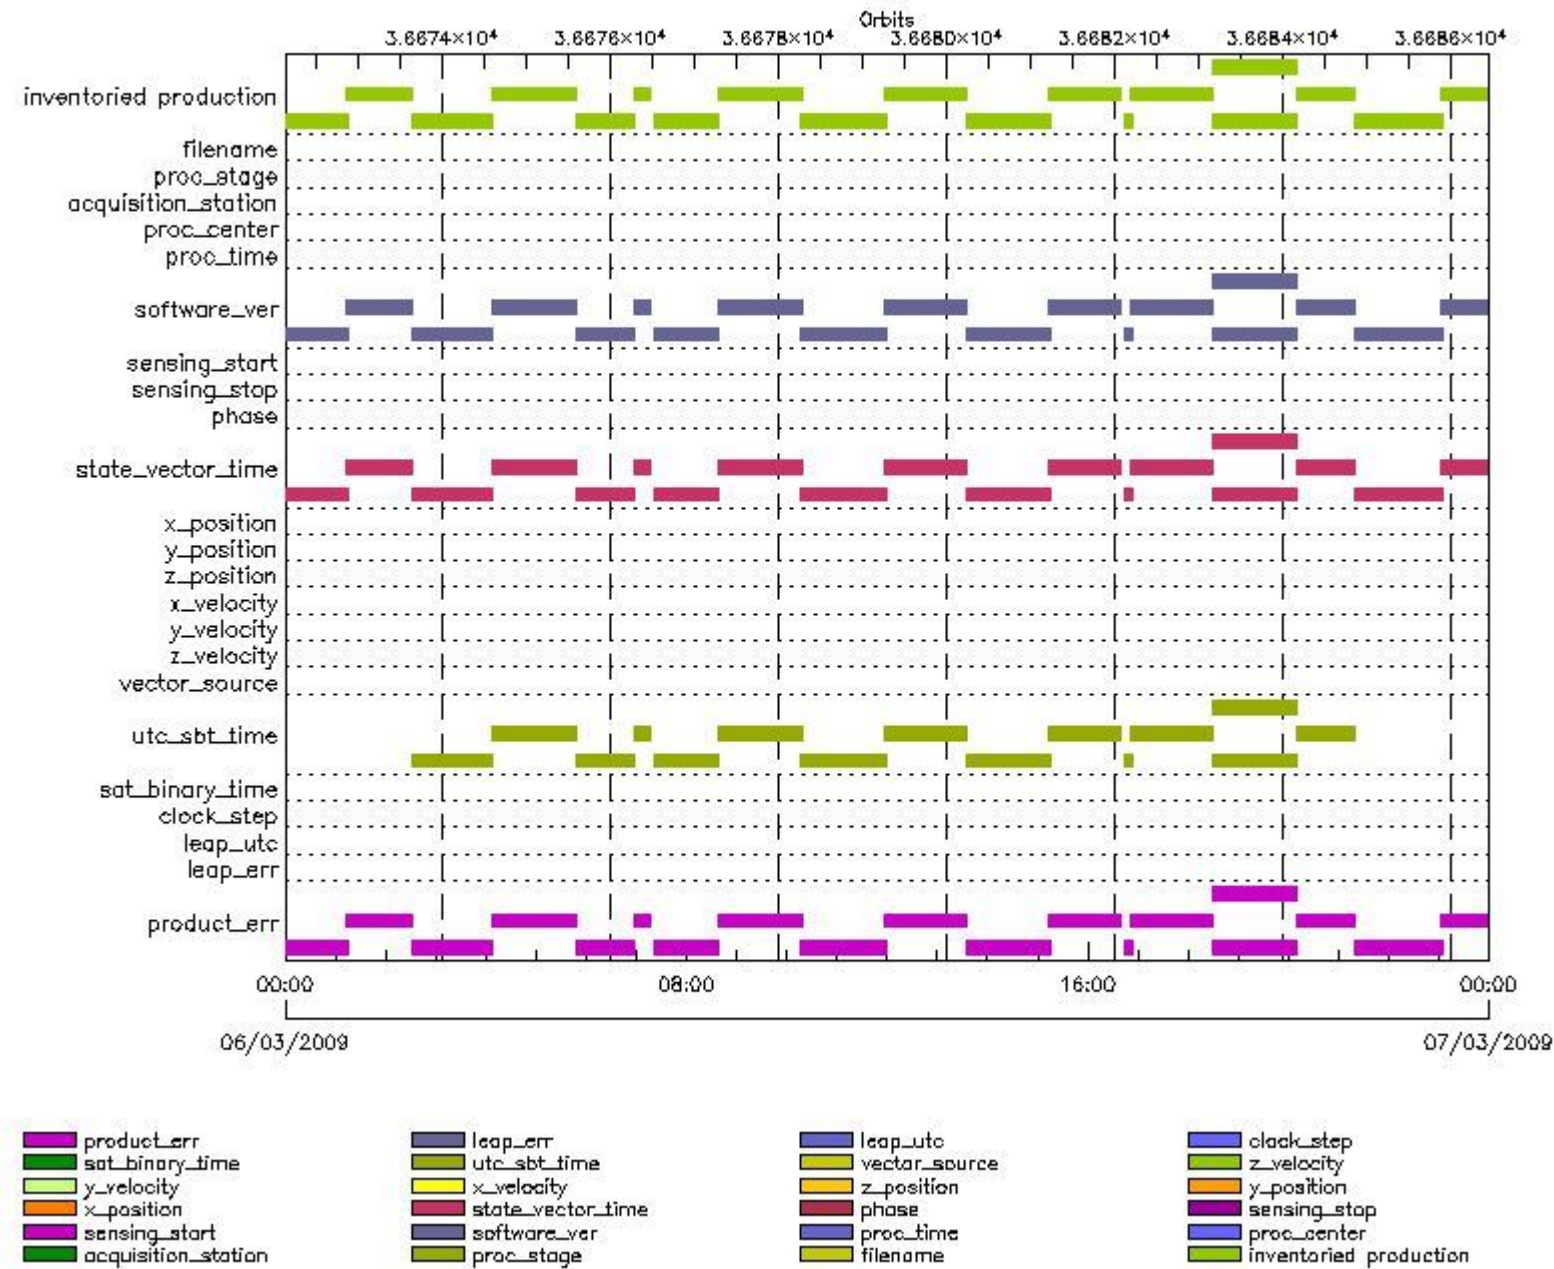 Orbits
3.6674×10⁴ 3.6676×10⁴ 3.6678×10⁴ 3.6680×10⁴ 3.6682×10⁴ 3.6684×10⁴ 3.6686×10⁴
inventoried production
filename
proc_stage
acquisition_station
proc_center
proc_time
software_ver
sensing_start
sensing_stop
phase
state_vector_time
x_position
y_position
z_position
x_velocity
y_velocity
z_velocity
vector_source
utc_sbt_time
sat_binary_time
clock_step
leap_utc
leap_err
product_err
00:00 08:00 16:00 00:00
06/03/2009 07/03/2009
product_err leap_err leap_utc clock_step
sat_binary_time utc_sbt_time vector_source z_velocity
y_velocity x_velocity z_position y_position
x_position state_vector_time phase sensing_stop
sensing_start software_ver proc_time proc_center
acquisition_station proc_stage filename inventoried production